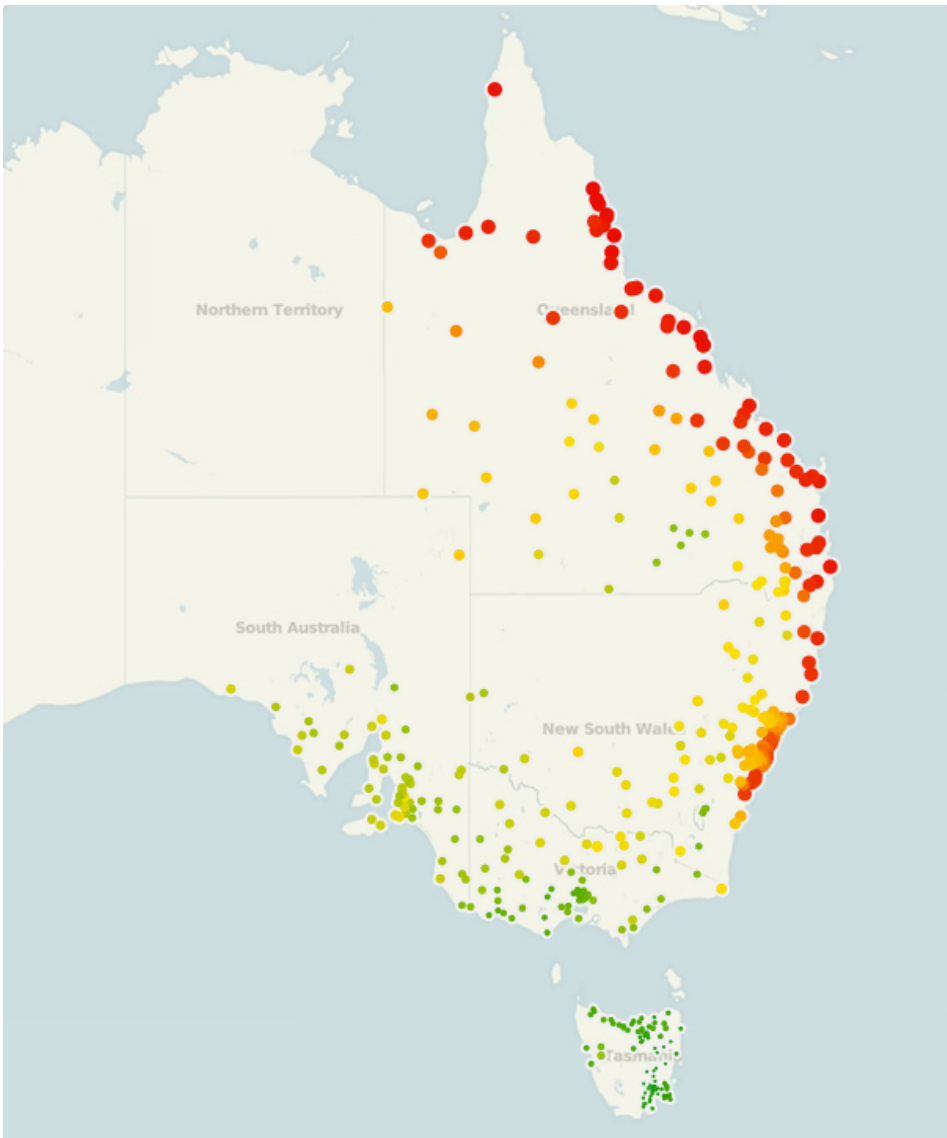 Northern Territory
Queensland
South Australia
New South Wales
Victoria
Tasmania